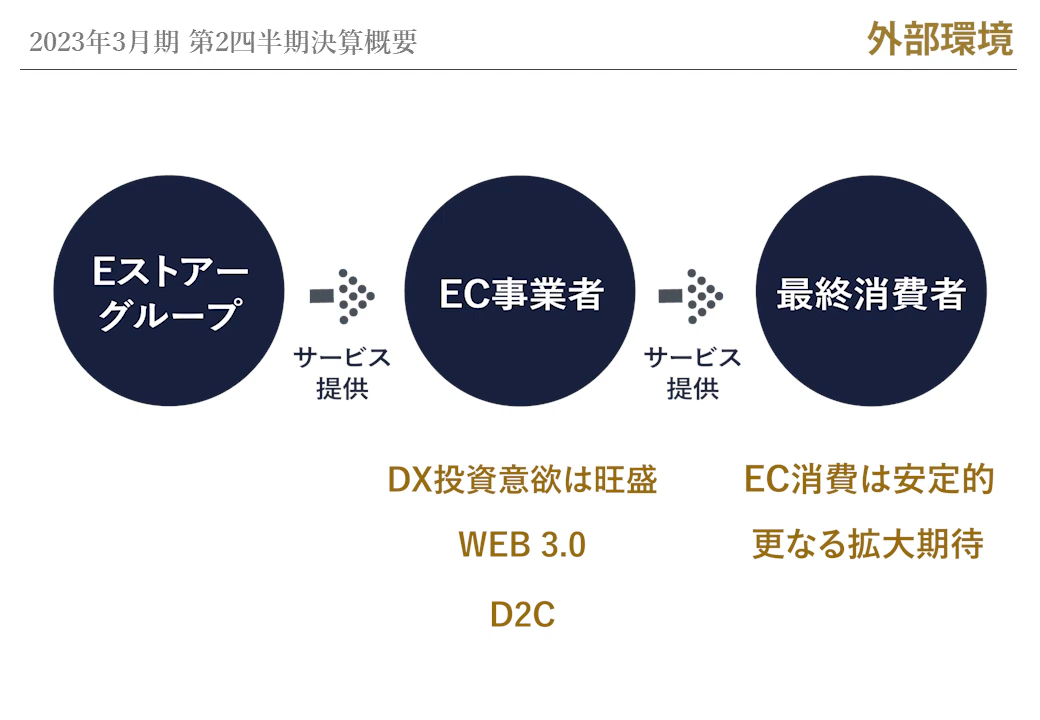 2023年3月期 第2四半期決算概要
外部環境
Eストアー
グループ
サービス
提供
EC事業者
サービス
提供
最終消費者
DX投資意欲は旺盛
WEB 3.0
D2C
EC消費は安定的
更なる拡大期待